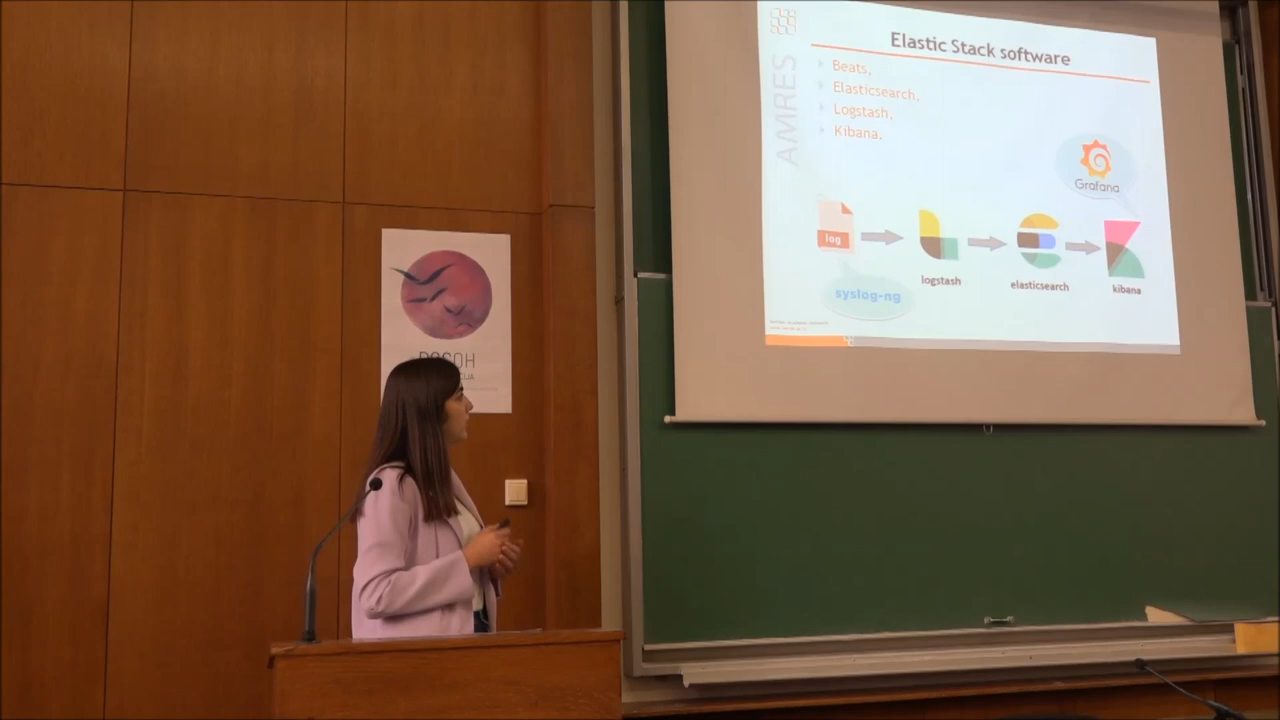 Elastic Stack software
Beats,
Elasticsearch,
Logstash,
Kibana.
AMRES
Grafana
log
logstash
elasticsearch
kibana
syslog-ng